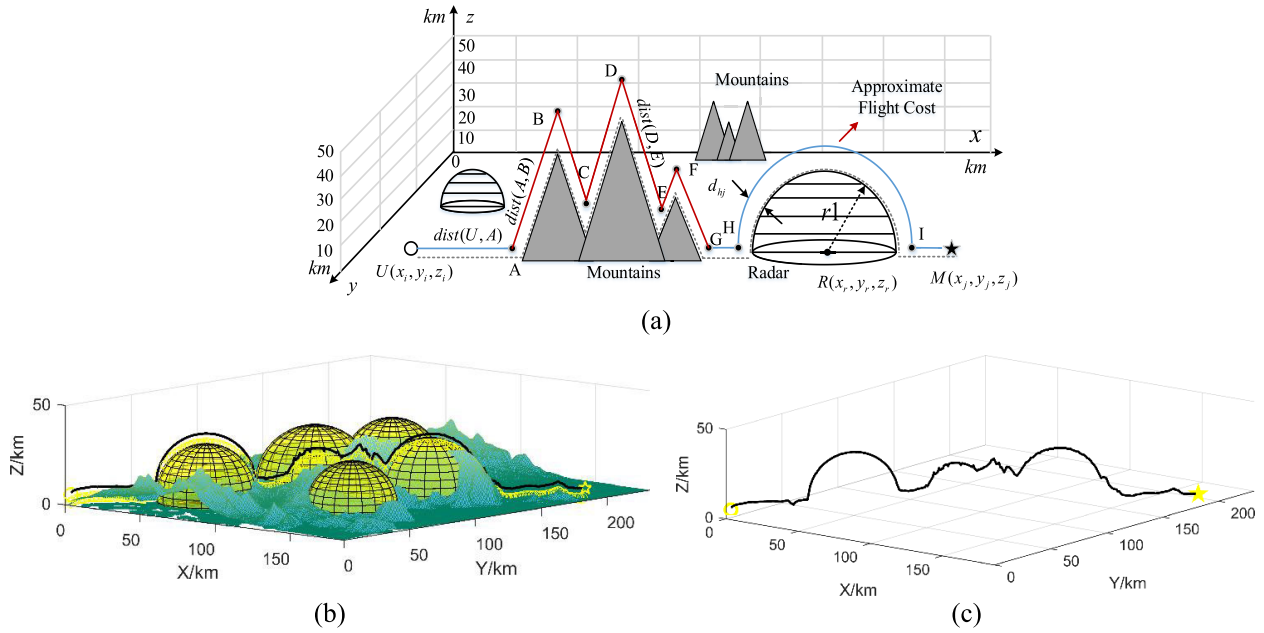 km z
50
40
30
20
10
0
x
km
50
40
30
20
10
km
y
Mountains
Approximate
Flight Cost
A
B
C
D
E
F
G
H
I
dist(U, A)
dist(A, B)
dist(D, E)
d_{hj}
r1
U(x_i, y_i, z_i)
Mountains
Radar
R(x_r, y_r, z_r)
M(x_j, y_j, z_j)
(a)
50
0
Z/km
0
50
100
150
X/km
0
50
100
150
200
Y/km
(b)
50
0
Z/km
0
50
100
150
X/km
0
50
100
150
200
Y/km
(c)